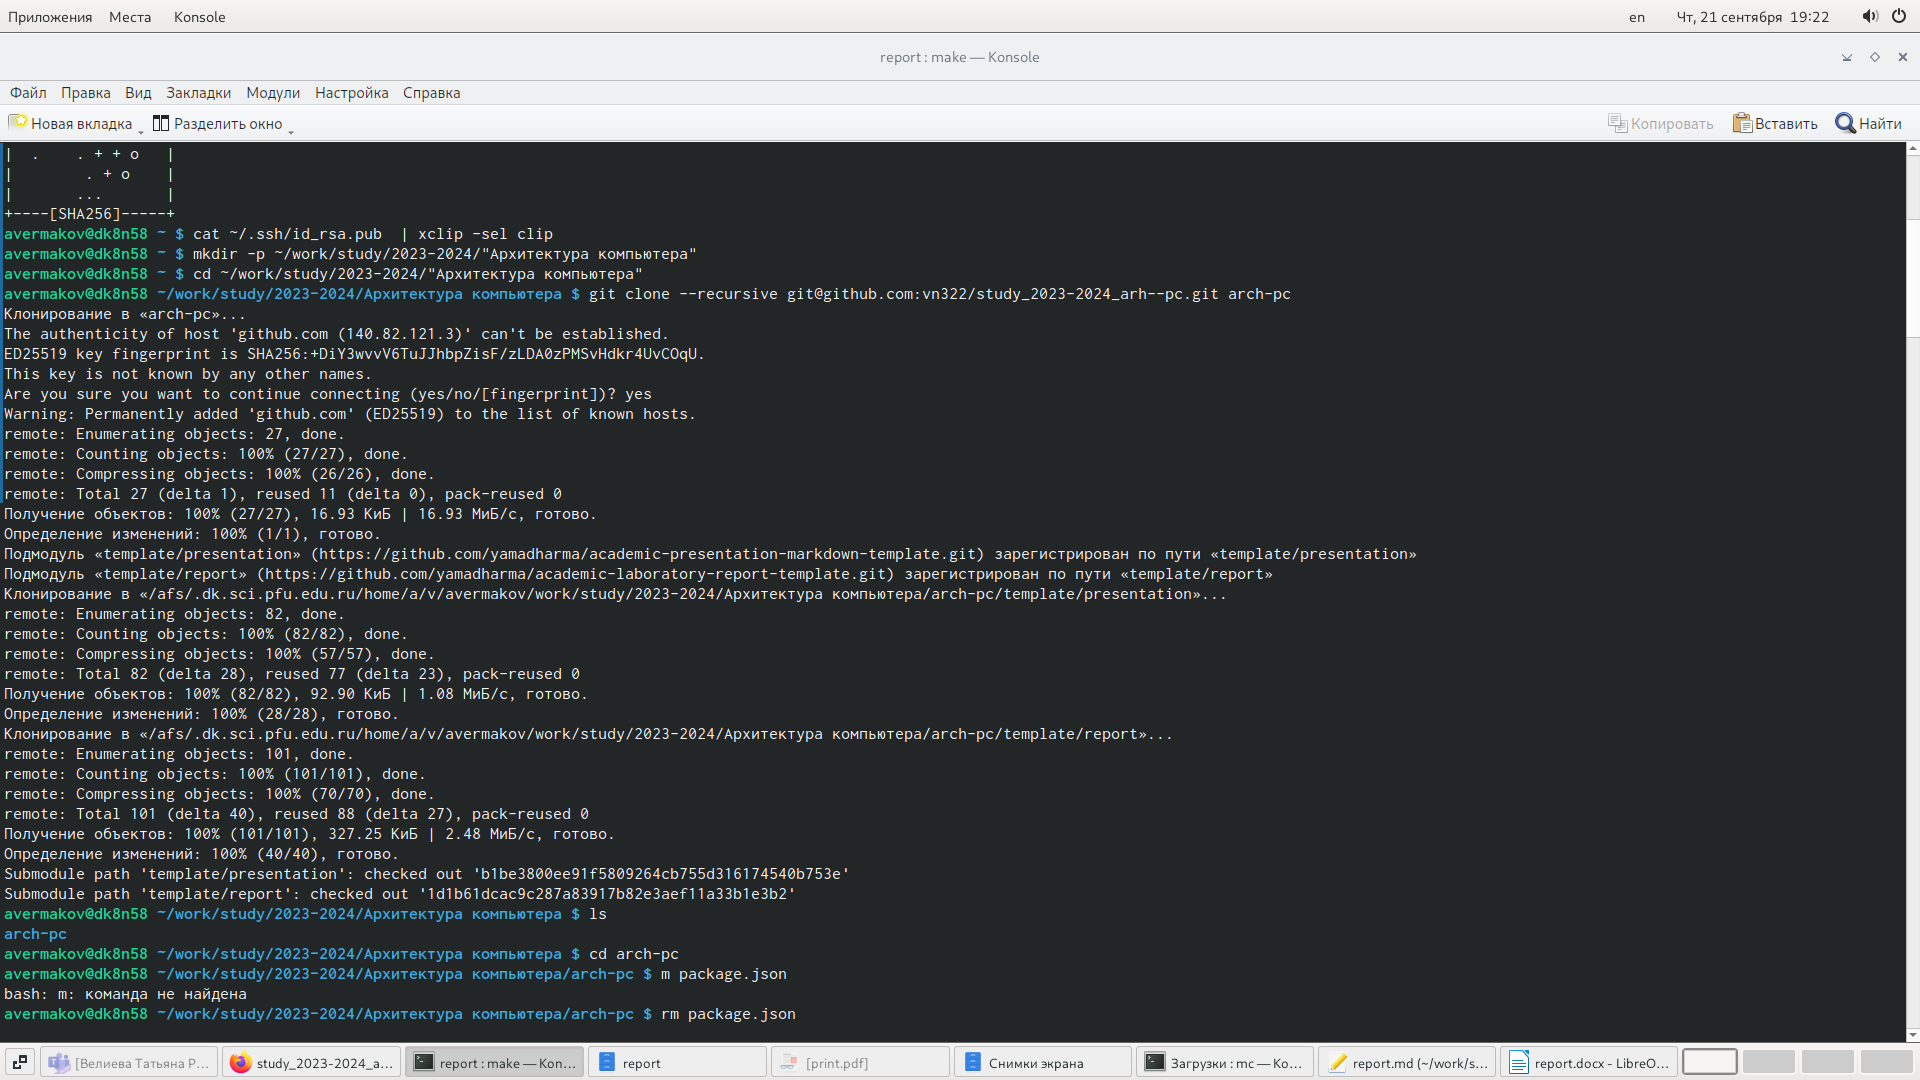 Приложения Места Konsole en Чт, 21 сентября 19:22
report : make — Konsole
Файл Правка Вид Закладки Модули Настройка Справка
Новая вкладка Разделить окно Копировать Вставить Найти
|  .    . + + o   |
|        . + o    |
|       ...       |
+----[SHA256]-----+
avermakov@dk8n58 ~ $ cat ~/.ssh/id_rsa.pub  | xclip -sel clip
avermakov@dk8n58 ~ $ mkdir -p ~/work/study/2023-2024/"Архитектура компьютера"
avermakov@dk8n58 ~ $ cd ~/work/study/2023-2024/"Архитектура компьютера"
avermakov@dk8n58 ~/work/study/2023-2024/Архитектура компьютера $ git clone --recursive git@github.com:vn322/study_2023-2024_arh--pc.git arch-pc
Клонирование в «arch-pc»...
The authenticity of host 'github.com (140.82.121.3)' can't be established.
ED25519 key fingerprint is SHA256:+DiY3wvvV6TuJJhbpZisF/zLDA0zPMSvHdkr4UvCOqU.
This key is not known by any other names.
Are you sure you want to continue connecting (yes/no/[fingerprint])? yes
Warning: Permanently added 'github.com' (ED25519) to the list of known hosts.
remote: Enumerating objects: 27, done.
remote: Counting objects: 100% (27/27), done.
remote: Compressing objects: 100% (26/26), done.
remote: Total 27 (delta 1), reused 11 (delta 0), pack-reused 0
Получение объектов: 100% (27/27), 16.93 КиБ | 16.93 МиБ/с, готово.
Определение изменений: 100% (1/1), готово.
Подмодуль «template/presentation» (https://github.com/yamadharma/academic-presentation-markdown-template.git) зарегистрирован по пути «template/presentation»
Подмодуль «template/report» (https://github.com/yamadharma/academic-laboratory-report-template.git) зарегистрирован по пути «template/report»
Клонирование в «/afs/.dk.sci.pfu.edu.ru/home/a/v/avermakov/work/study/2023-2024/Архитектура компьютера/arch-pc/template/presentation»...
remote: Enumerating objects: 82, done.
remote: Counting objects: 100% (82/82), done.
remote: Compressing objects: 100% (57/57), done.
remote: Total 82 (delta 28), reused 77 (delta 23), pack-reused 0
Получение объектов: 100% (82/82), 92.90 КиБ | 1.08 МиБ/с, готово.
Определение изменений: 100% (28/28), готово.
Клонирование в «/afs/.dk.sci.pfu.edu.ru/home/a/v/avermakov/work/study/2023-2024/Архитектура компьютера/arch-pc/template/report»...
remote: Enumerating objects: 101, done.
remote: Counting objects: 100% (101/101), done.
remote: Compressing objects: 100% (70/70), done.
remote: Total 101 (delta 40), reused 88 (delta 27), pack-reused 0
Получение объектов: 100% (101/101), 327.25 КиБ | 2.48 МиБ/с, готово.
Определение изменений: 100% (40/40), готово.
Submodule path 'template/presentation': checked out 'b1be3800ee91f5809264cb755d316174540b753e'
Submodule path 'template/report': checked out '1d1b61dcac9c287a83917b82e3aef11a33b1e3b2'
avermakov@dk8n58 ~/work/study/2023-2024/Архитектура компьютера $ ls
arch-pc
avermakov@dk8n58 ~/work/study/2023-2024/Архитектура компьютера $ cd arch-pc
avermakov@dk8n58 ~/work/study/2023-2024/Архитектура компьютера/arch-pc $ m package.json
bash: m: команда не найдена
avermakov@dk8n58 ~/work/study/2023-2024/Архитектура компьютера/arch-pc $ rm package.json
[Велиева Татьяна Р... study_2023-2024_a... report : make — Kon... report [print.pdf] Снимки экрана Загрузки : mc — Ko... report.md (~/work/s... report.docx - LibreO...